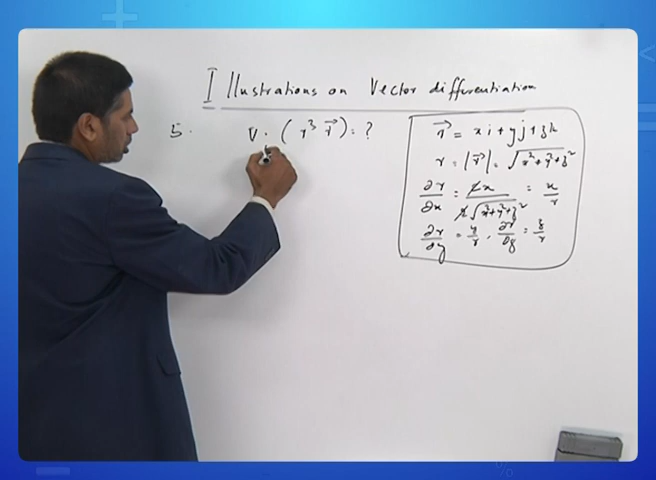 Illustrations on Vector differentiation
5. ∇ · ( r³ r⃗ ) = ?
r⃗ = xi + yj + zk
r = |r⃗| = √x²+y²+z²
∂r/∂x = 2x / 2√x²+y²+z² = x/r
∂r/∂y = y/r , ∂r/∂z = z/r